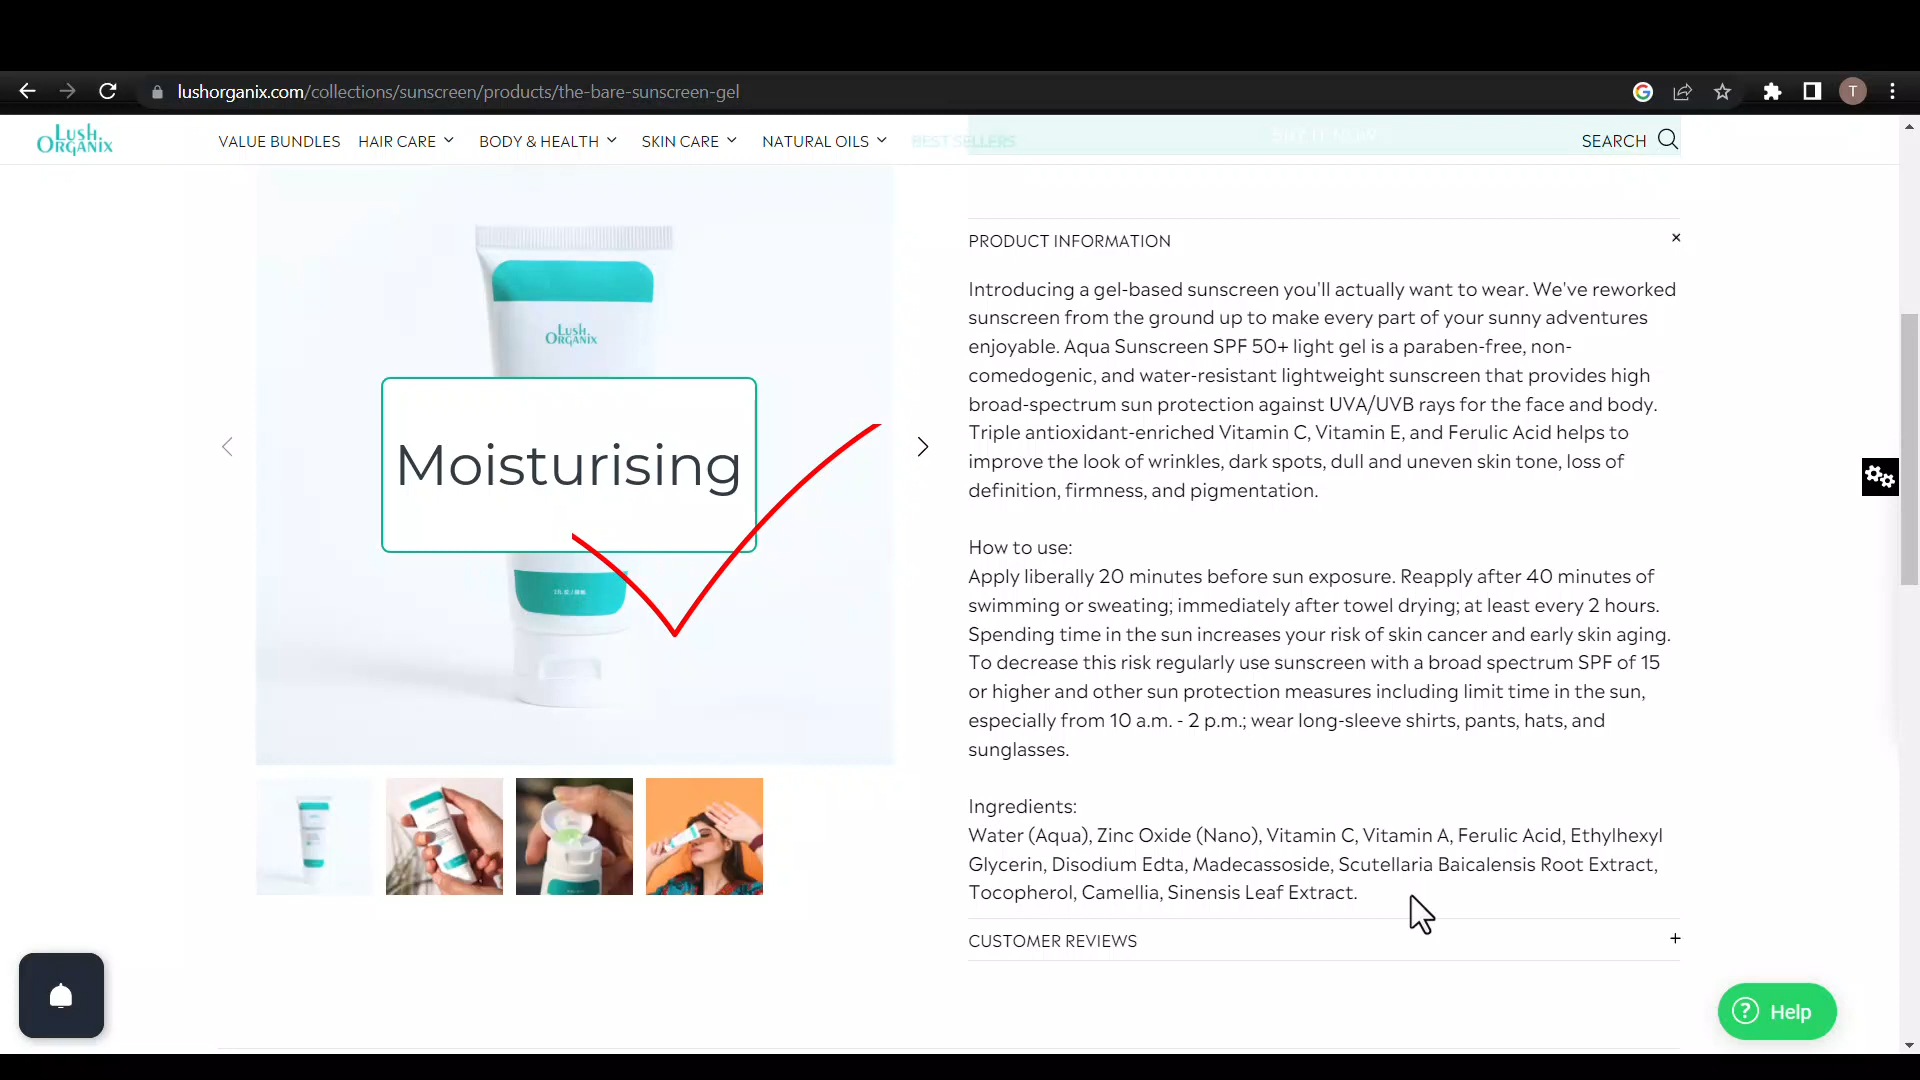 lushorganix.com/collections/sunscreen/products/the-bare-sunscreen-gel
T
LUSH
ORGANIX
VALUE BUNDLES
HAIR CARE
BODY & HEALTH
SKIN CARE
NATURAL OILS
BEST SELLERS
BUY IT NOW
SEARCH
LUSH
ORGANIX
Moisturising
PRODUCT INFORMATION
Introducing a gel-based sunscreen you'll actually want to wear. We've reworked
sunscreen from the ground up to make every part of your sunny adventures
enjoyable. Aqua Sunscreen SPF 50+ light gel is a paraben-free, non-
comedogenic, and water-resistant lightweight sunscreen that provides high
broad-spectrum sun protection against UVA/UVB rays for the face and body.
Triple antioxidant-enriched Vitamin C, Vitamin E, and Ferulic Acid helps to
improve the look of wrinkles, dark spots, dull and uneven skin tone, loss of
definition, firmness, and pigmentation.
How to use:
Apply liberally 20 minutes before sun exposure. Reapply after 40 minutes of
swimming or sweating; immediately after towel drying; at least every 2 hours.
Spending time in the sun increases your risk of skin cancer and early skin aging.
To decrease this risk regularly use sunscreen with a broad spectrum SPF of 15
or higher and other sun protection measures including limit time in the sun,
especially from 10 a.m. - 2 p.m.; wear long-sleeve shirts, pants, hats, and
sunglasses.
Ingredients:
Water (Aqua), Zinc Oxide (Nano), Vitamin C, Vitamin A, Ferulic Acid, Ethylhexyl
Glycerin, Disodium Edta, Madecassoside, Scutellaria Baicalensis Root Extract,
Tocopherol, Camellia, Sinensis Leaf Extract.
CUSTOMER REVIEWS
Help